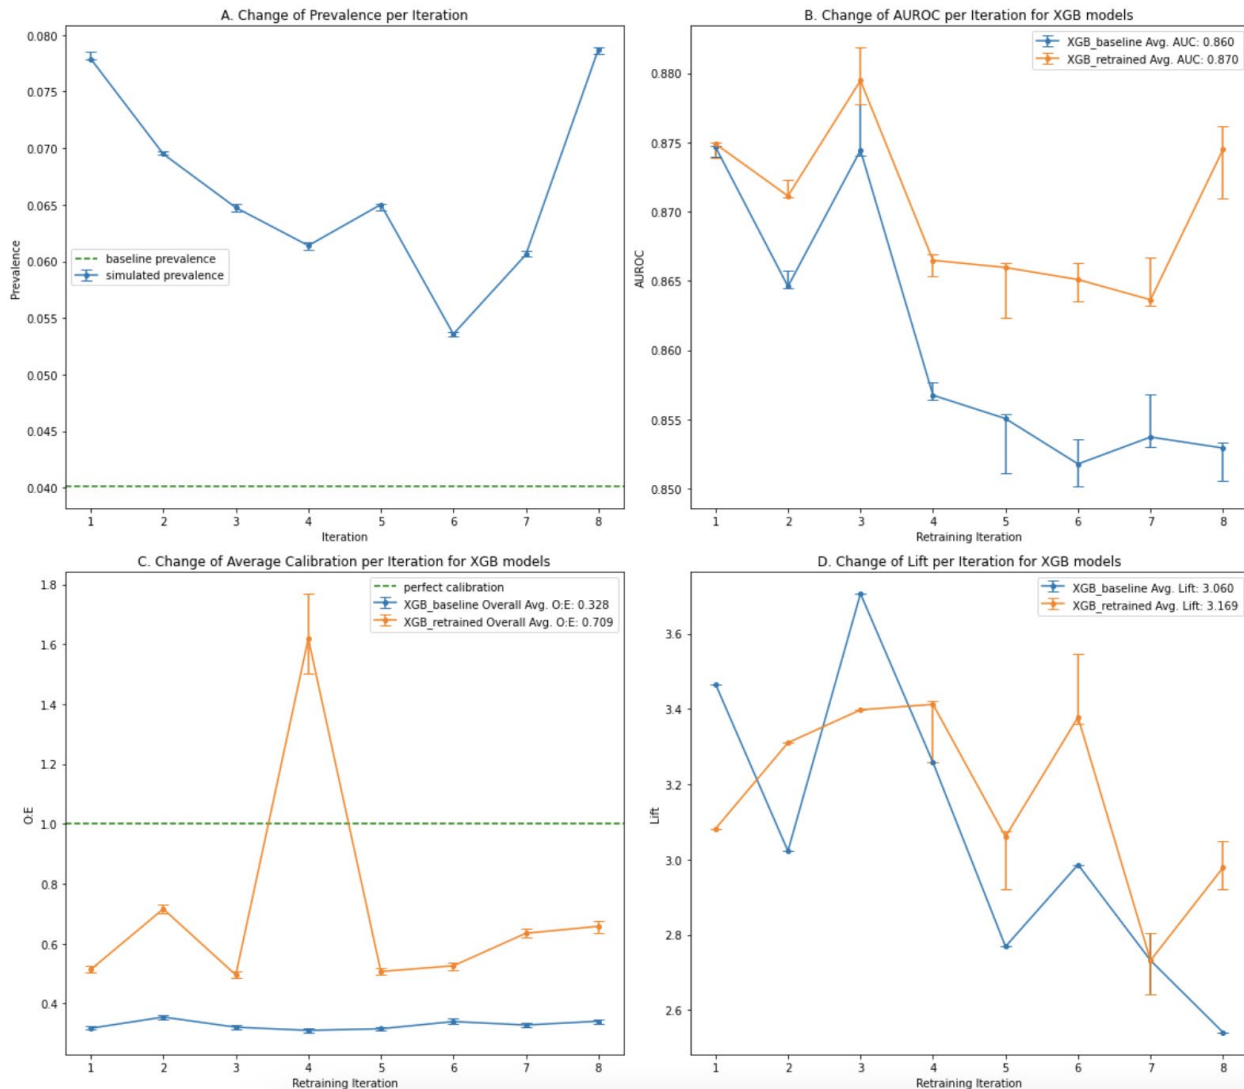 A. Change of Prevalence per Iteration
0.080
0.075
0.070
0.065
0.060
0.055
0.050
0.045
0.040
Prevalence
baseline prevalence
simulated prevalence
1 2 3 4 5 6 7 8
Iteration
B. Change of AUROC per Iteration for XGB models
XGB_baseline Avg. AUC: 0.860
XGB_retrained Avg. AUC: 0.870
0.880
0.875
0.870
0.865
0.860
0.855
0.850
AUROC
1 2 3 4 5 6 7 8
Retraining Iteration
C. Change of Average Calibration per Iteration for XGB models
perfect calibration
XGB_baseline Overall Avg. O:E: 0.328
XGB_retrained Overall Avg. O:E: 0.709
1.8
1.6
1.4
1.2
1.0
0.8
0.6
0.4
O:E
1 2 3 4 5 6 7 8
Retraining Iteration
D. Change of Lift per Iteration for XGB models
XGB_baseline Avg. Lift: 3.060
XGB_retrained Avg. Lift: 3.169
3.6
3.4
3.2
3.0
2.8
2.6
Lift
1 2 3 4 5 6 7 8
Retraining Iteration